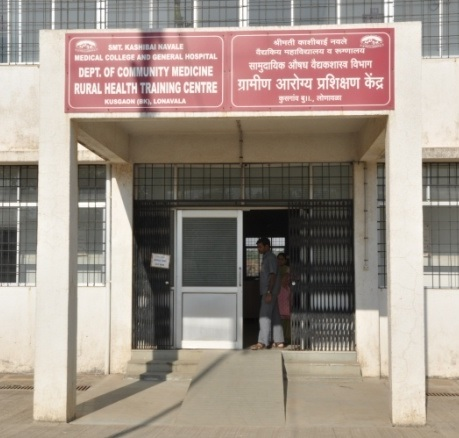 SMT. KASHIBAI NAVALE
MEDICAL COLLEGE AND GENERAL HOSPITAL
DEPT. OF COMMUNITY MEDICINE
RURAL HEALTH TRAINING CENTRE
KUSGAON (BK), LONAVALA
श्रीमती काशीबाई नवले
वैद्यकिय महाविद्यालय व रूग्णालय
सामुदायिक औषध वैद्यकशास्त्र विभाग
ग्रामीण आरोग्य प्रशिक्षण केंद्र
कुसगांव बु॥., लोणावळा